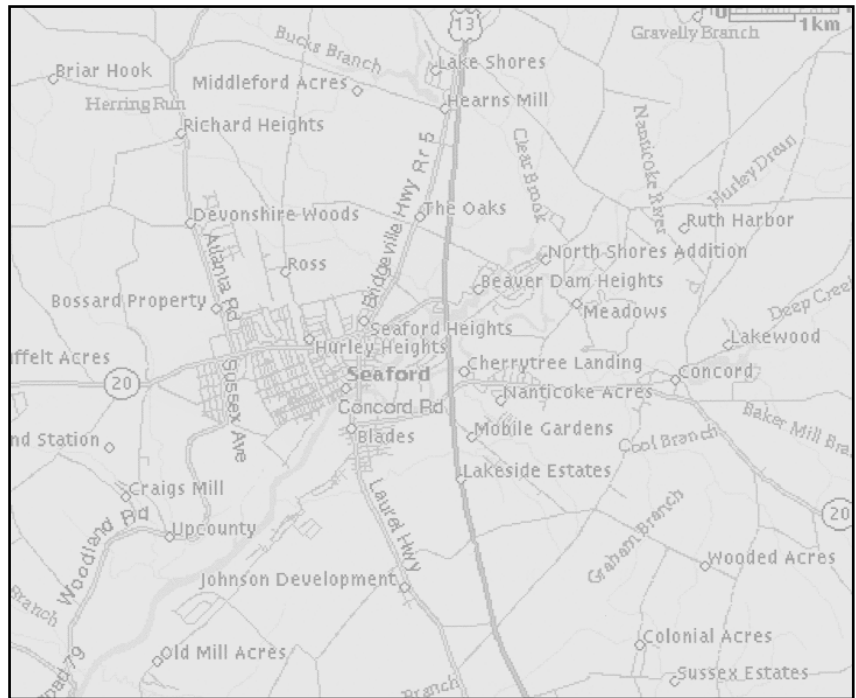 13
1km
Gravelly Branch
Bucks Branch
Lake Shores
Briar Hook
Middleford Acres
Herring Run
Hearns Mill
Richard Heights
Clear Brook
Nanticoke River
Hurley Drain
Bridgeville Hwy Rr 5
Devonshire Woods
The Oaks
Ruth Harbor
Atlanta Rd
Ross
North Shores Addition
Beaver Dam Heights
Bossard Property
Meadows
Deep Creek
Seaford Heights
Lakewood
Hurley Heights
uffelt Acres
Cherrytree Landing
Seaford
20
Concord
Sussex Ave
Nanticoke Acres
Concord Rd
Baker Mill Bra
nd Station
Blades
Mobile Gardens
Cool Branch
Lakeside Estates
Craigs Mill
Laurel Hwy
20
Woodland Rd
Upcounty
Graham Branch
Wooded Acres
Johnson Development
Branch
Colonial Acres
Old Mill Acres
oad 79
Sussex Estates
Branch